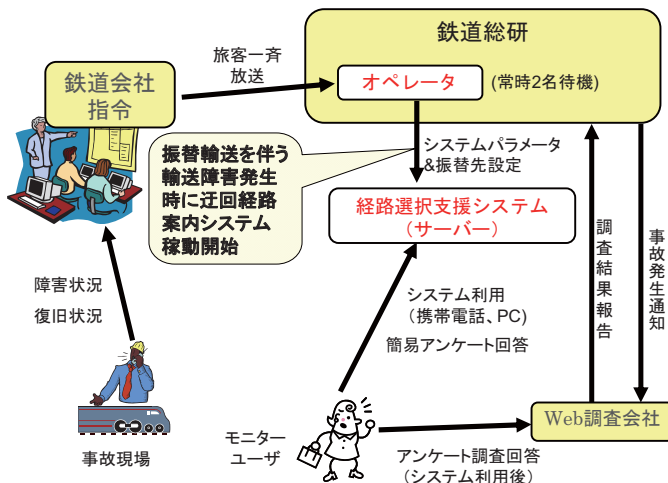 鉄道総研
旅客一斉
放送
鉄道会社
指令
オペレータ
(常時2名待機)
振替輸送を伴う
輸送障害発生
時に迂回経路
案内システム
稼動開始
システムパラメータ
&振替先設定
経路選択支援システム
(サーバー)
調査結果報告
事故発生通知
障害状況
復旧状況
システム利用
(携帯電話、PC)
簡易アンケート回答
事故現場
モニター
ユーザ
Web調査会社
アンケート調査回答
(システム利用後)